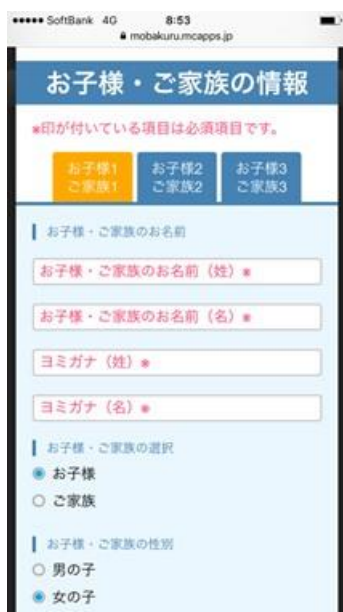 ●●●●● SoftBank 4G 8:53
mobakuru.mcapps.jp
お子様・ご家族の情報
※印が付いている項目は必須項目です。
お子様1 お子様2 お子様3
ご家族1 ご家族2 ご家族3
お子様・ご家族のお名前
お子様・ご家族のお名前（姓）※
お子様・ご家族のお名前（名）※
ヨミガナ（姓）※
ヨミガナ（名）※
お子様・ご家族の選択
お子様
ご家族
お子様・ご家族の性別
男の子
女の子